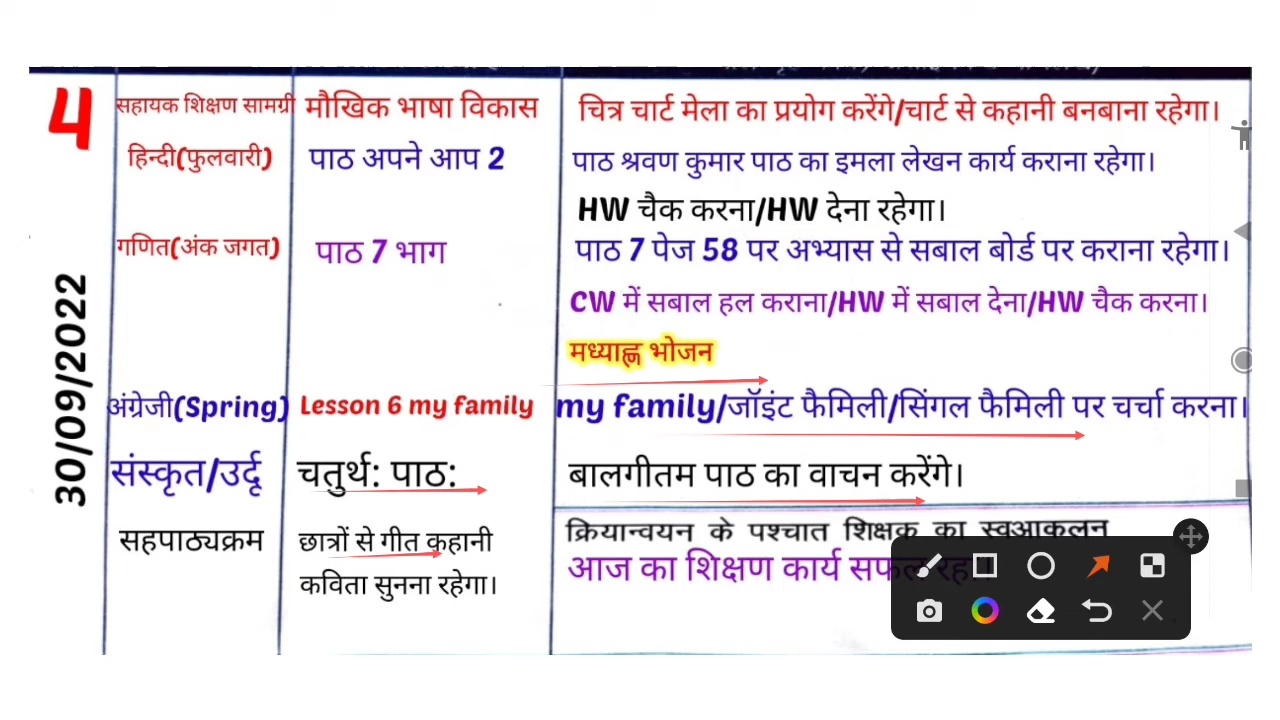 4
30/09/2022
सहायक शिक्षण सामग्री मौखिक भाषा विकास चित्र चार्ट मेला का प्रयोग करेंगे/चार्ट से कहानी बनबाना रहेगा।
हिन्दी(फुलवारी) पाठ अपने आप 2 पाठ श्रवण कुमार पाठ का इमला लेखन कार्य कराना रहेगा।
HW चैक करना/HW देना रहेगा।
गणित(अंक जगत) पाठ 7 भाग पाठ 7 पेज 58 पर अभ्यास से सबाल बोर्ड पर कराना रहेगा।
CW में सबाल हल कराना/HW में सबाल देना/HW चैक करना।
मध्याह्न भोजन
अंग्रेजी(Spring) Lesson 6 my family my family/जॉइंट फैमिली/सिंगल फैमिली पर चर्चा करना।
संस्कृत/उर्दू चतुर्थ: पाठ: बालगीतम पाठ का वाचन करेंगे।
सहपाठ्यक्रम छात्रों से गीत कहानी क्रियान्वयन के पश्चात शिक्षक का स्वआकलन
कविता सुनना रहेगा। आज का शिक्षण कार्य सफल रहा।